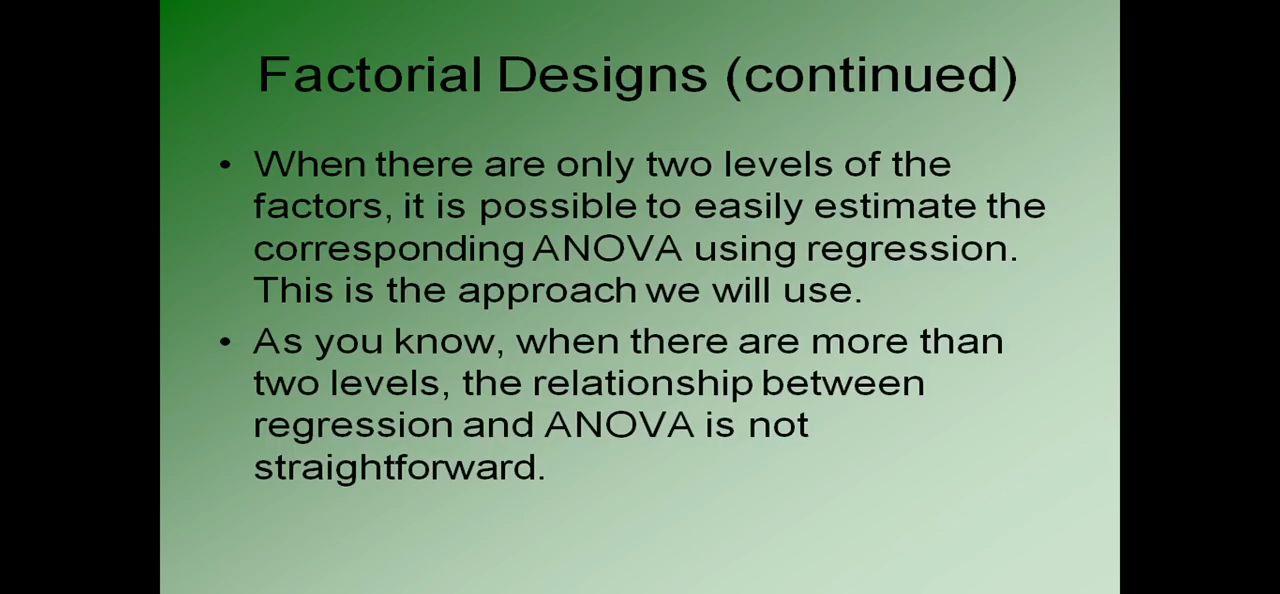 Factorial Designs (continued)
• When there are only two levels of the
factors, it is possible to easily estimate the
corresponding ANOVA using regression.
This is the approach we will use.
• As you know, when there are more than
two levels, the relationship between
regression and ANOVA is not
straightforward.